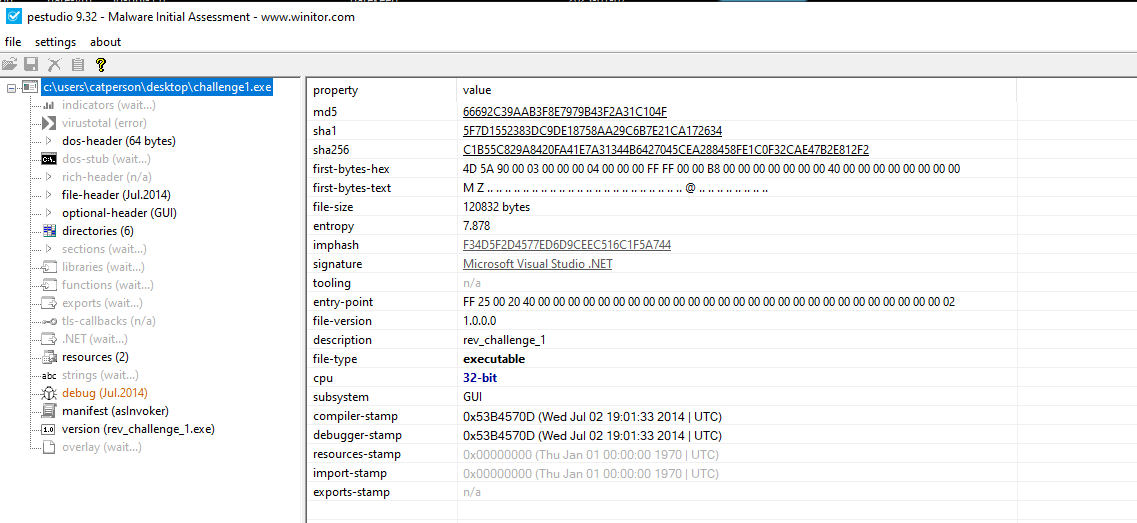 pestudio 9.32 - Malware Initial Assessment - www.winitor.com
file settings about
c:\users\catperson\desktop\challenge1.exe
indicators (wait...)
virustotal (error)
dos-header (64 bytes)
dos-stub (wait...)
rich-header (n/a)
file-header (Jul.2014)
optional-header (GUI)
directories (6)
sections (wait...)
libraries (wait...)
functions (wait...)
exports (wait...)
tls-callbacks (n/a)
.NET (wait...)
resources (2)
abc strings (wait...)
debug (Jul.2014)
manifest (asInvoker)
1.0 version (rev_challenge_1.exe)
overlay (wait...)
property value
md5 66692C39AAB3F8E7979B43F2A31C104F
sha1 5F7D1552383DC9DE18758AA29C6B7E21CA172634
sha256 C1B55C829A8420FA41E7A31344B6427045CEA288458FE1C0F32CAE47B2E812F2
first-bytes-hex 4D 5A 90 00 03 00 00 00 04 00 00 00 FF FF 00 00 B8 00 00 00 00 00 00 00 40 00 00 00 00 00 00 00
first-bytes-text M Z .. .. .. .. .. .. .. .. .. .. .. .. .. .. .. .. .. .. .. .. .. .. @ .. .. .. .. .. .. ..
file-size 120832 bytes
entropy 7.878
imphash F34D5F2D4577ED6D9CEEC516C1F5A744
signature Microsoft Visual Studio .NET
tooling n/a
entry-point FF 25 00 20 40 00 00 00 00 00 00 00 00 00 00 00 00 00 00 00 00 00 00 00 00 00 00 00 00 00 00 02
file-version 1.0.0.0
description rev_challenge_1
file-type executable
cpu 32-bit
subsystem GUI
compiler-stamp 0x53B4570D (Wed Jul 02 19:01:33 2014 | UTC)
debugger-stamp 0x53B4570D (Wed Jul 02 19:01:33 2014 | UTC)
resources-stamp 0x00000000 (Thu Jan 01 00:00:00 1970 | UTC)
import-stamp 0x00000000 (Thu Jan 01 00:00:00 1970 | UTC)
exports-stamp n/a